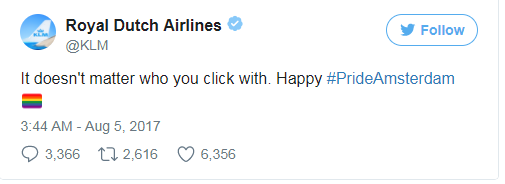 Royal Dutch Airlines
@KLM
Follow
It doesn't matter who you click with. Happy #PrideAmsterdam
3:44 AM - Aug 5, 2017
3,366 2,616 6,356